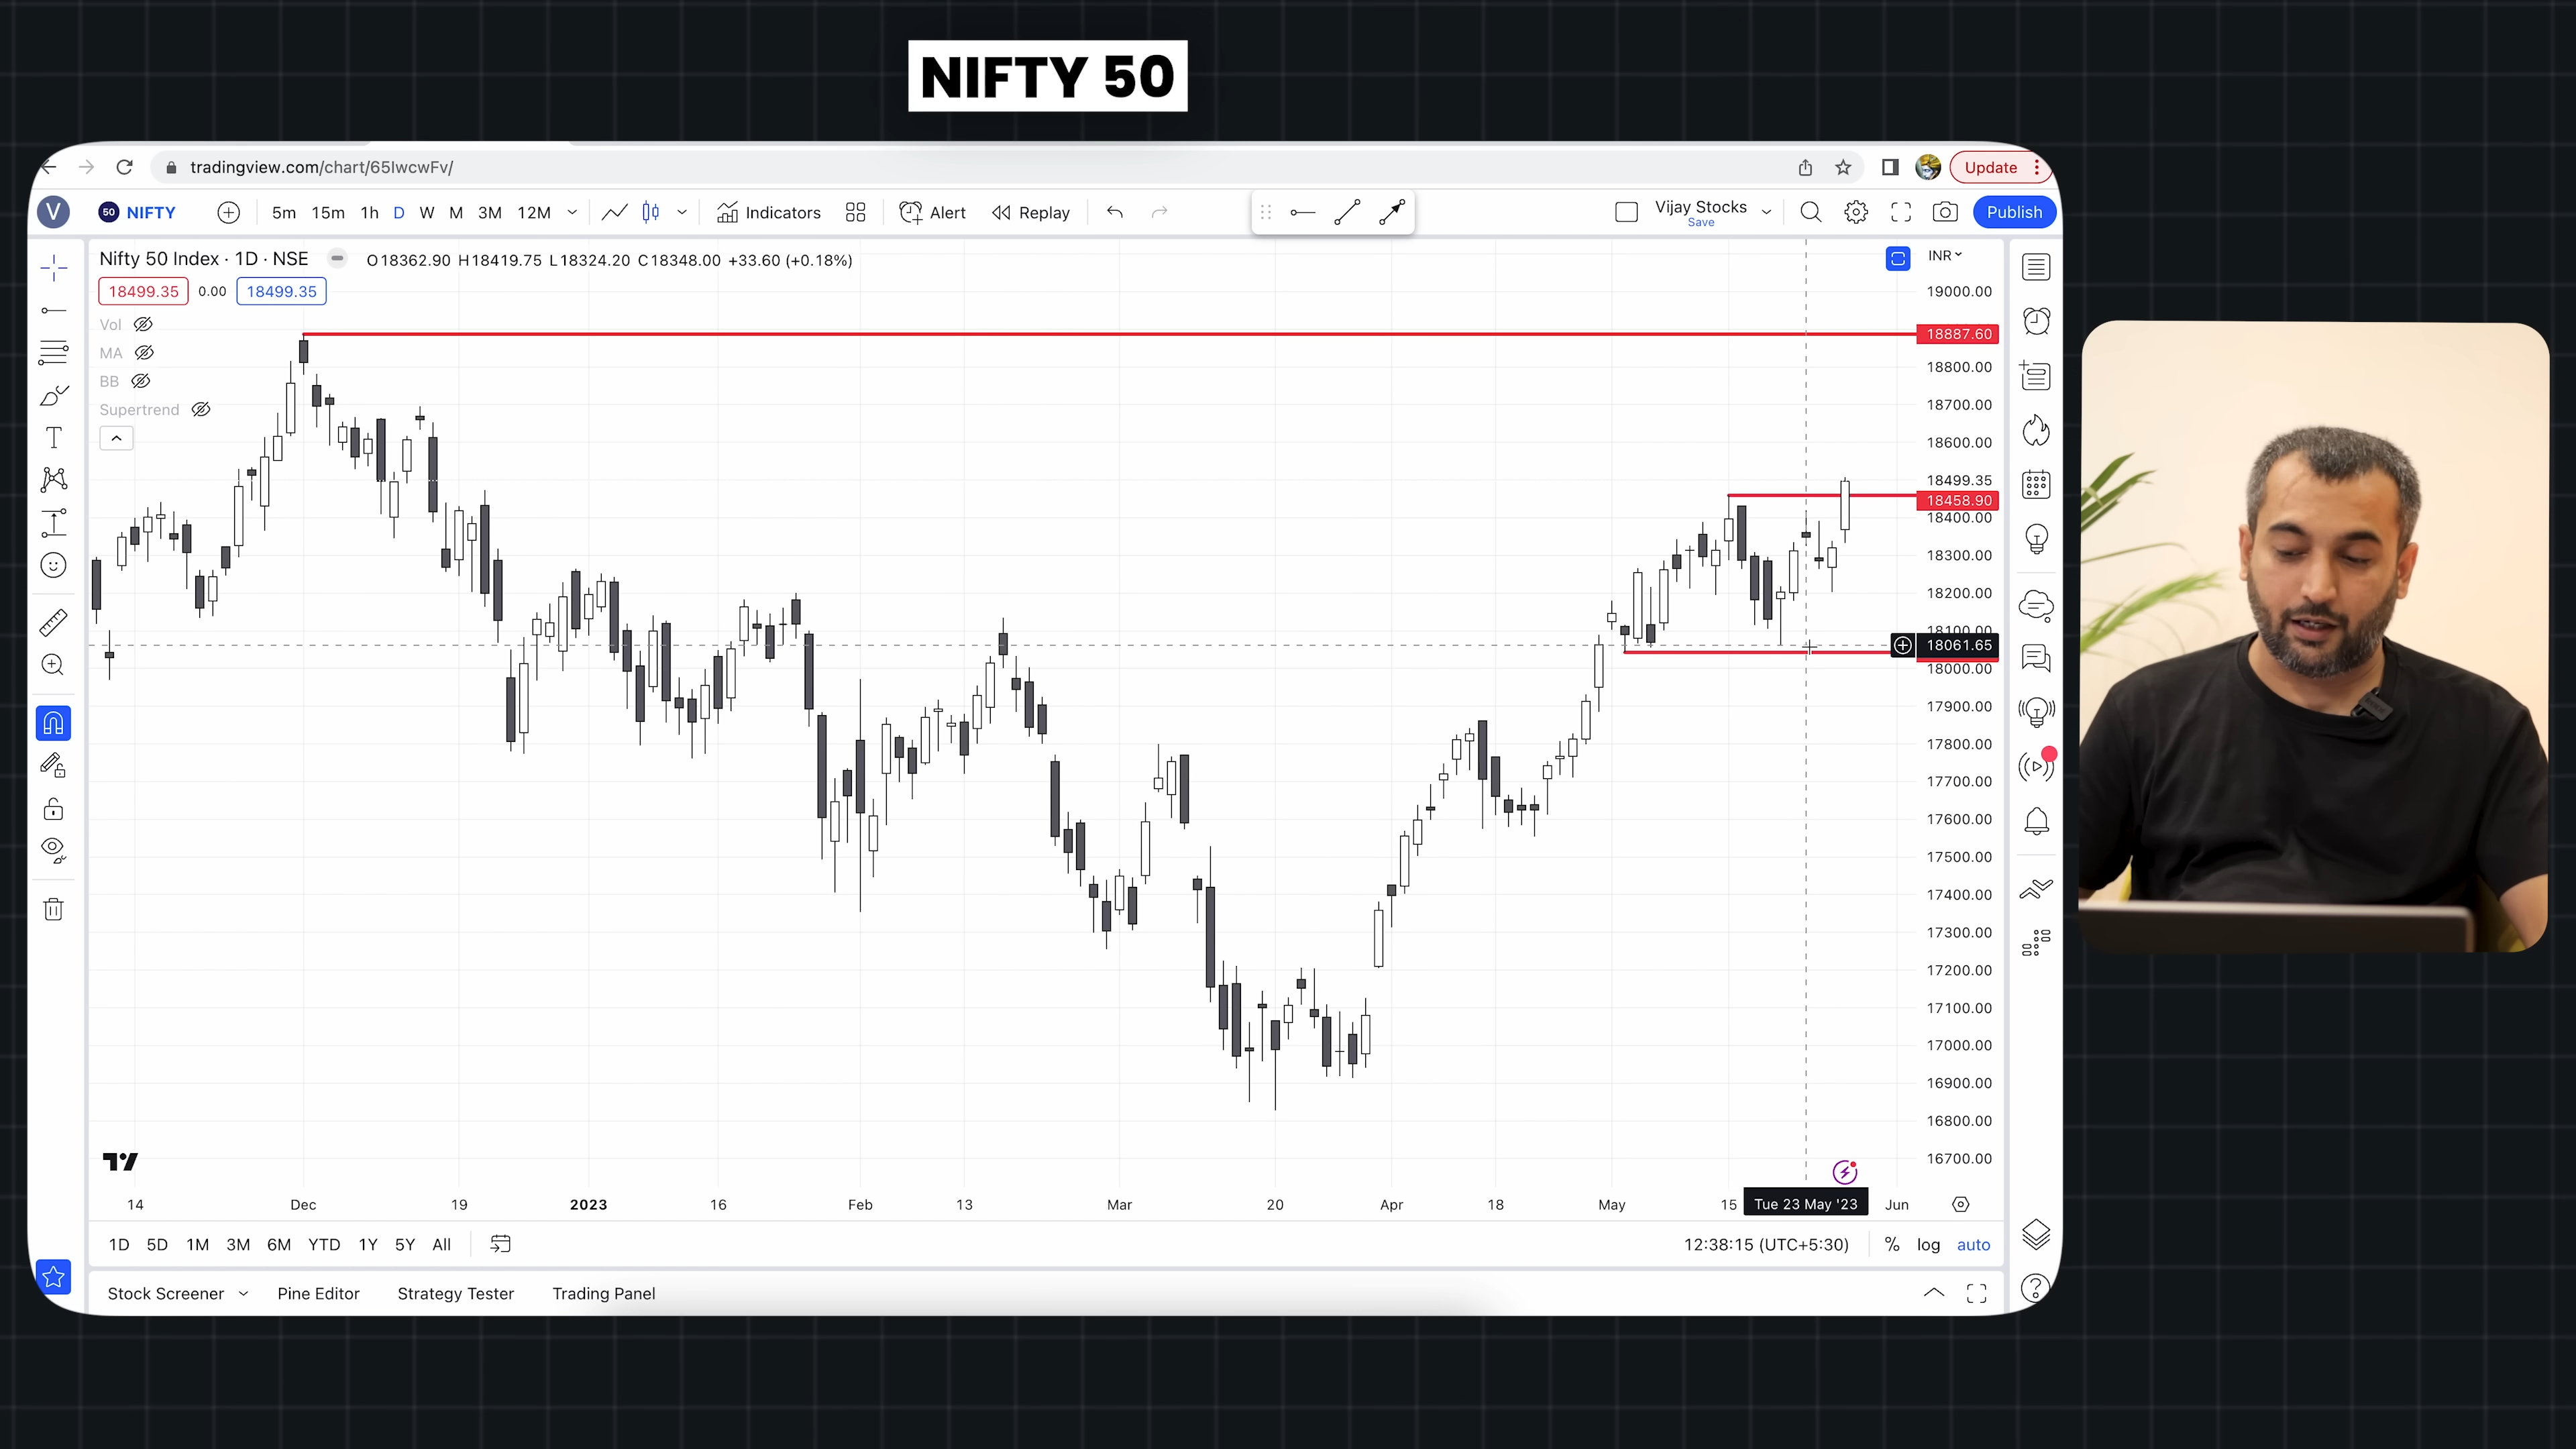 NIFTY 50
tradingview.com/chart/65IwcwFv/
Update
V
50 NIFTY
5m 15m 1h D W M 3M 12M
Indicators
Alert
Replay
Vijay Stocks
Save
Publish
Nifty 50 Index · 1D · NSE
O18362.90 H18419.75 L18324.20 C18348.00 +33.60 (+0.18%)
INR
18499.35 0.00 18499.35
Vol
MA
BB
Supertrend
19000.00
18887.60
18800.00
18700.00
18600.00
18499.35
18458.90
18400.00
18300.00
18200.00
18100.00
18061.65
18000.00
17900.00
17800.00
17700.00
17600.00
17500.00
17400.00
17300.00
17200.00
17100.00
17000.00
16900.00
16800.00
16700.00
14 Dec 19 2023 16 Feb 13 Mar 20 Apr 18 May 15 Tue 23 May '23 Jun
1D 5D 1M 3M 6M YTD 1Y 5Y All
12:38:15 (UTC+5:30) % log auto
Stock Screener Pine Editor Strategy Tester Trading Panel